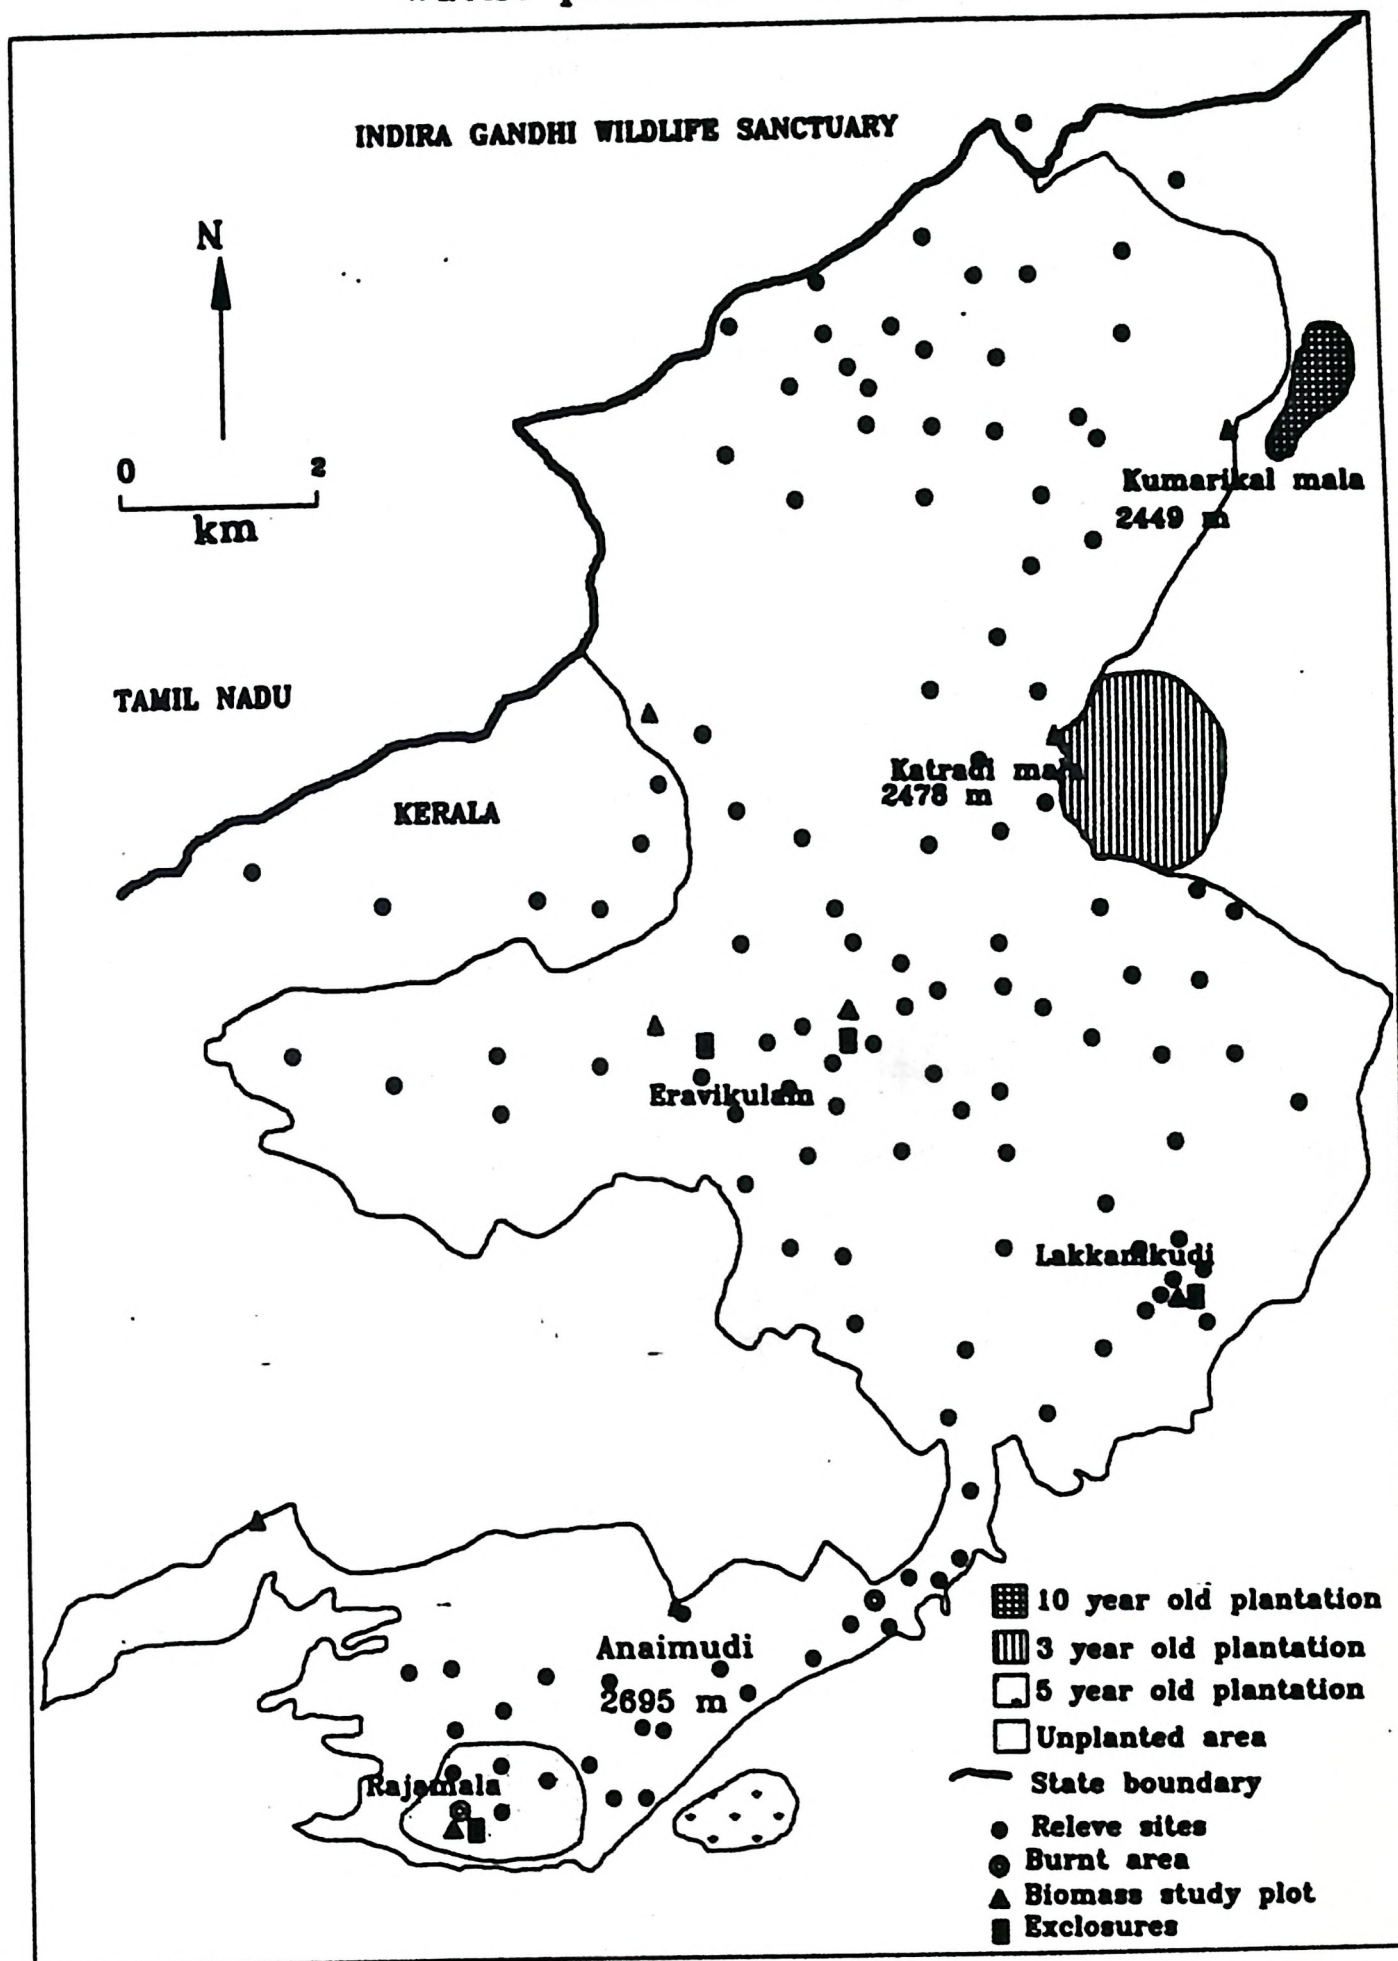 INDIRA GANDHI WILDLIFE SANCTUARY
N
0 2
km
Kumarikal mala
2449 m
TAMIL NADU
Katradi mala
2478 m
KERALA
Eravikulam
Lakkamkudi
Anaimudi
2695 m
Rajamala
10 year old plantation
3 year old plantation
5 year old plantation
Unplanted area
State boundary
Releve sites
Burnt area
Biomass study plot
Exclosures